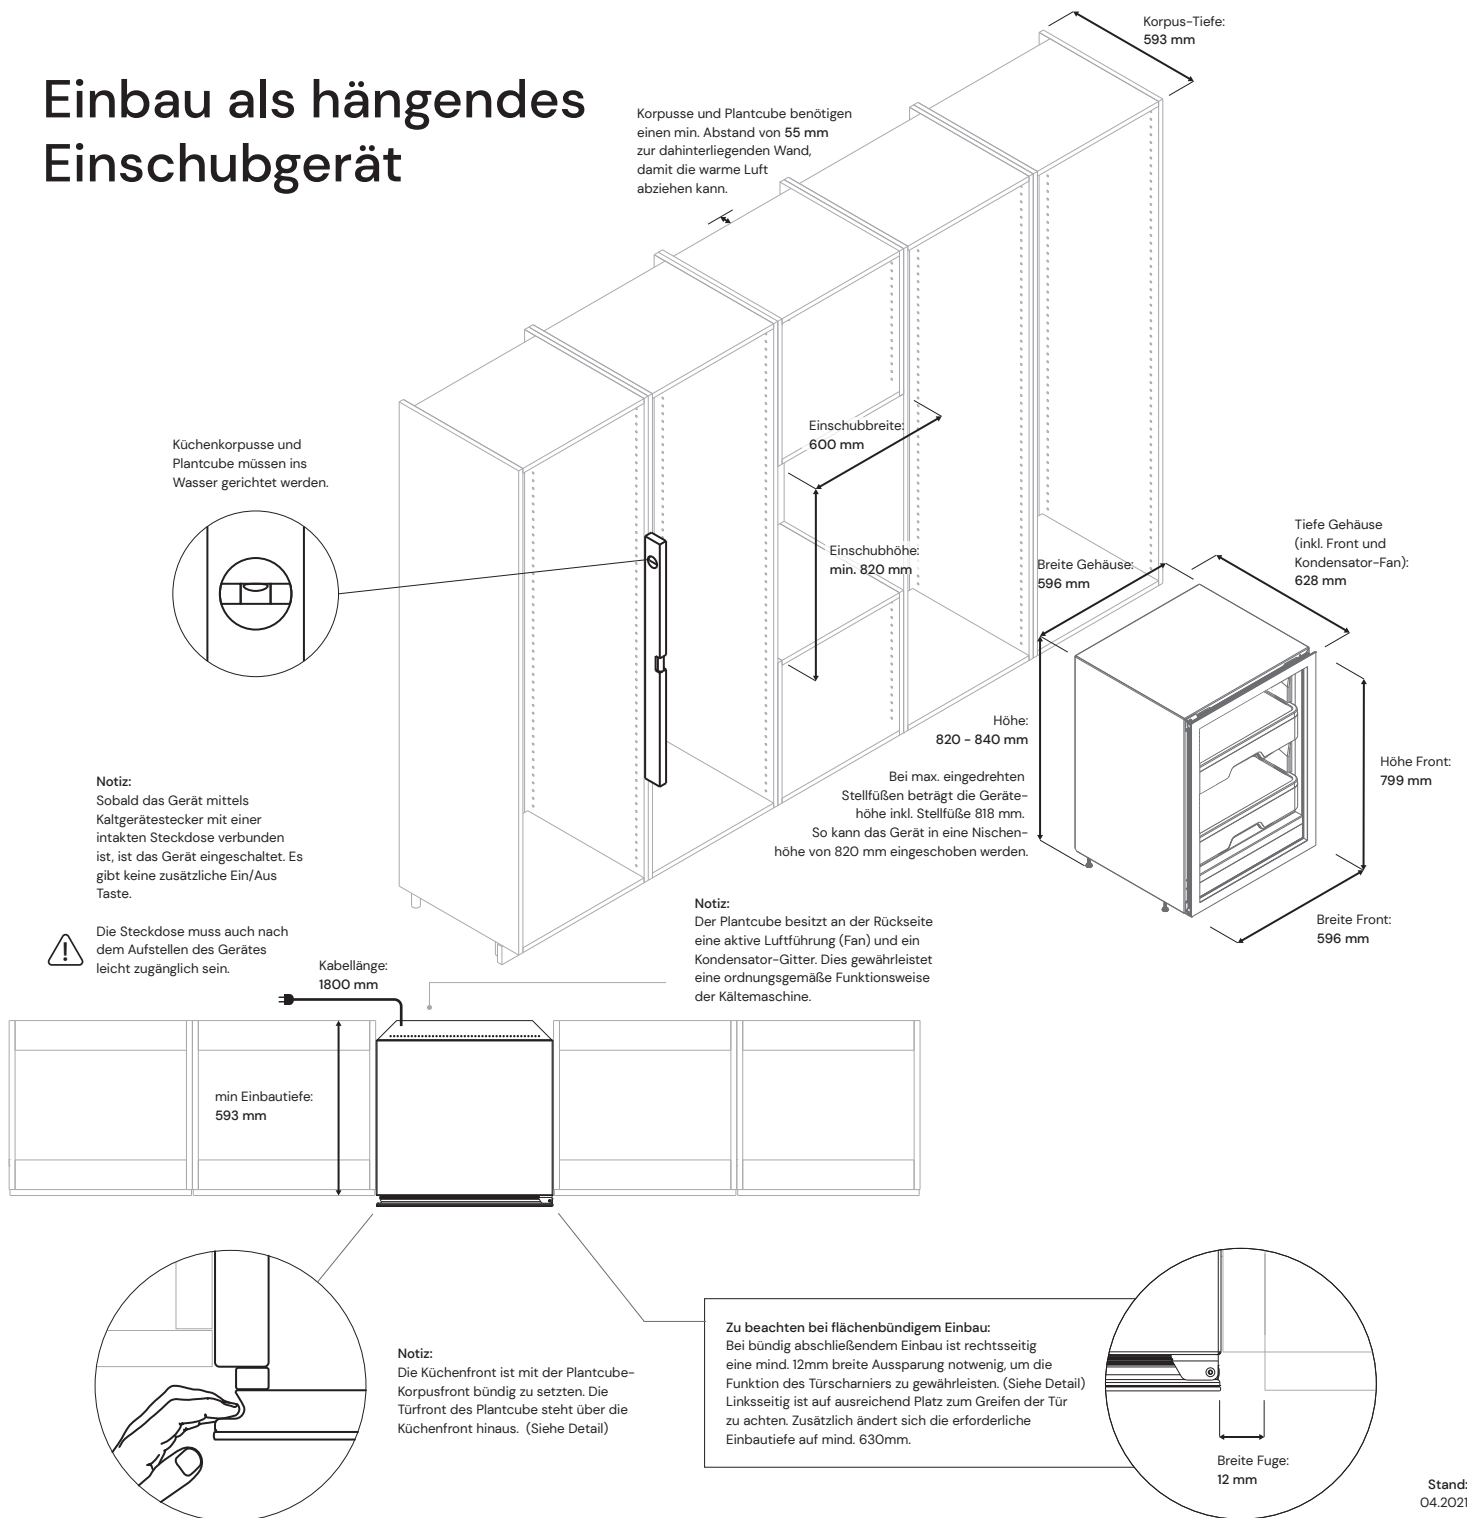 Einbau als hängendes
Einschubgerät
Korpus-Tiefe:
593 mm
Korpusse und Plantcube benötigen
einen min. Abstand von 55 mm
zur dahinterliegenden Wand,
damit die warme Luft
abziehen kann.
Küchenkorpusse und
Plantcube müssen ins
Wasser gerichtet werden.
Einschubbreite:
600 mm
Einschubhöhe:
min. 820 mm
Breite Gehäuse:
596 mm
Tiefe Gehäuse
(inkl. Front und
Kondensator-Fan):
628 mm
Höhe:
820 - 840 mm
Bei max. eingedrehten
Stellfüßen beträgt die Geräte-
höhe inkl. Stellfüße 818 mm.
So kann das Gerät in eine Nischen-
höhe von 820 mm eingeschoben werden.
Höhe Front:
799 mm
Breite Front:
596 mm
Notiz:
Sobald das Gerät mittels
Kaltgerätestecker mit einer
intakten Steckdose verbunden
ist, ist das Gerät eingeschaltet. Es
gibt keine zusätzliche Ein/Aus
Taste.
Die Steckdose muss auch nach
dem Aufstellen des Gerätes
leicht zugänglich sein.
Kabellänge:
1800 mm
Notiz:
Der Plantcube besitzt an der Rückseite
eine aktive Luftführung (Fan) und ein
Kondensator-Gitter. Dies gewährleistet
eine ordnungsgemäße Funktionsweise
der Kältemaschine.
min Einbautiefe:
593 mm
Notiz:
Die Küchenfront ist mit der Plantcube-
Korpusfront bündig zu setzten. Die
Türfront des Plantcube steht über die
Küchenfront hinaus. (Siehe Detail)
Zu beachten bei flächenbündigem Einbau:
Bei bündig abschließendem Einbau ist rechtsseitig
eine mind. 12mm breite Aussparung notwenig, um die
Funktion des Türscharniers zu gewährleisten. (Siehe Detail)
Linksseitig ist auf ausreichend Platz zum Greifen der Tür
zu achten. Zusätzlich ändert sich die erforderliche
Einbautiefe auf mind. 630mm.
Breite Fuge:
12 mm
Stand:
04.2021